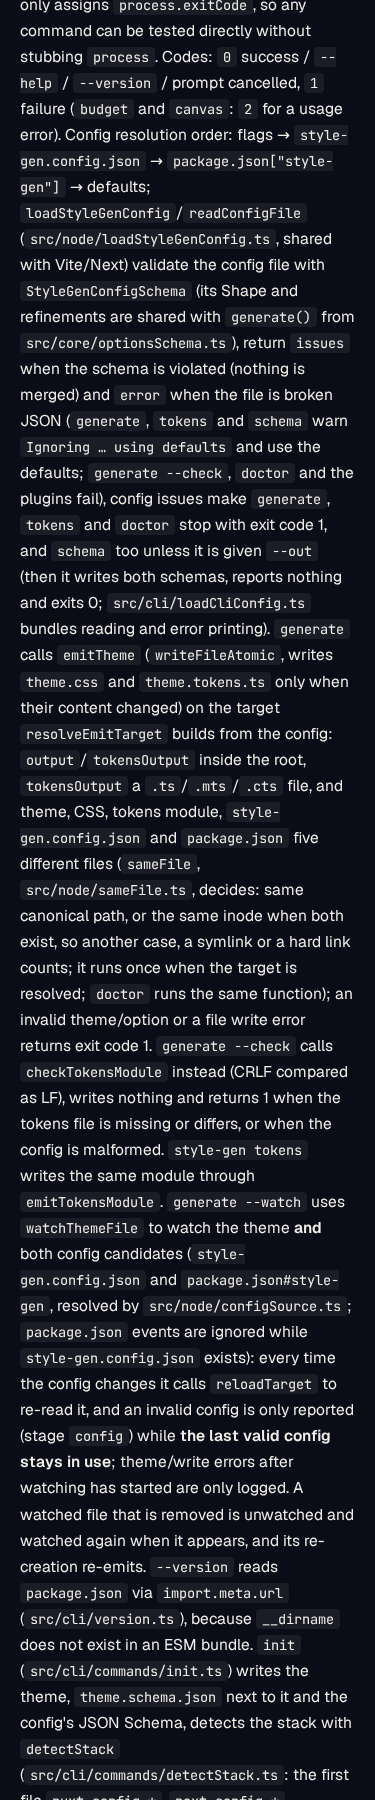 only assigns process.exitCode , so any
command can be tested directly without
stubbing process . Codes: 0 success / --
help / --version / prompt cancelled, 1
failure ( budget and canvas : 2 for a usage
error). Config resolution order: flags → style-
gen.config.json → package.json["style-
gen"] → defaults;
loadStyleGenConfig / readConfigFile
( src/node/loadStyleGenConfig.ts , shared
with Vite/Next) validate the config file with
StyleGenConfigSchema (its Shape and
refinements are shared with generate() from
src/core/optionsSchema.ts ), return issues
when the schema is violated (nothing is
merged) and error when the file is broken
JSON ( generate , tokens and schema warn
Ignoring … using defaults and use the
defaults; generate --check , doctor and the
plugins fail), config issues make generate ,
tokens and doctor stop with exit code 1,
and schema too unless it is given --out
(then it writes both schemas, reports nothing
and exits 0; src/cli/loadCliConfig.ts
bundles reading and error printing). generate
calls emitTheme ( writeFileAtomic , writes
theme.css and theme.tokens.ts only when
their content changed) on the target
resolveEmitTarget builds from the config:
output / tokensOutput inside the root,
tokensOutput a .ts / .mts / .cts file, and
theme, CSS, tokens module, style-
gen.config.json and package.json five
different files ( sameFile ,
src/node/sameFile.ts , decides: same
canonical path, or the same inode when both
exist, so another case, a symlink or a hard link
counts; it runs once when the target is
resolved; doctor runs the same function); an
invalid theme/option or a file write error
returns exit code 1. generate --check calls
checkTokensModule instead (CRLF compared
as LF), writes nothing and returns 1 when the
tokens file is missing or differs, or when the
config is malformed. style-gen tokens
writes the same module through
emitTokensModule . generate --watch uses
watchThemeFile to watch the theme and
both config candidates ( style-
gen.config.json and package.json#style-
gen , resolved by src/node/configSource.ts ;
package.json events are ignored while
style-gen.config.json exists): every time
the config changes it calls reloadTarget to
re-read it, and an invalid config is only reported
(stage config ) while the last valid config
stays in use; theme/write errors after
watching has started are only logged. A
watched file that is removed is unwatched and
watched again when it appears, and its re-
creation re-emits. --version reads
package.json via import.meta.url
( src/cli/version.ts ), because __dirname
does not exist in an ESM bundle. init
( src/cli/commands/init.ts ) writes the
theme, theme.schema.json next to it and the
config's JSON Schema, detects the stack with
detectStack
( src/cli/commands/detectStack.ts : the first